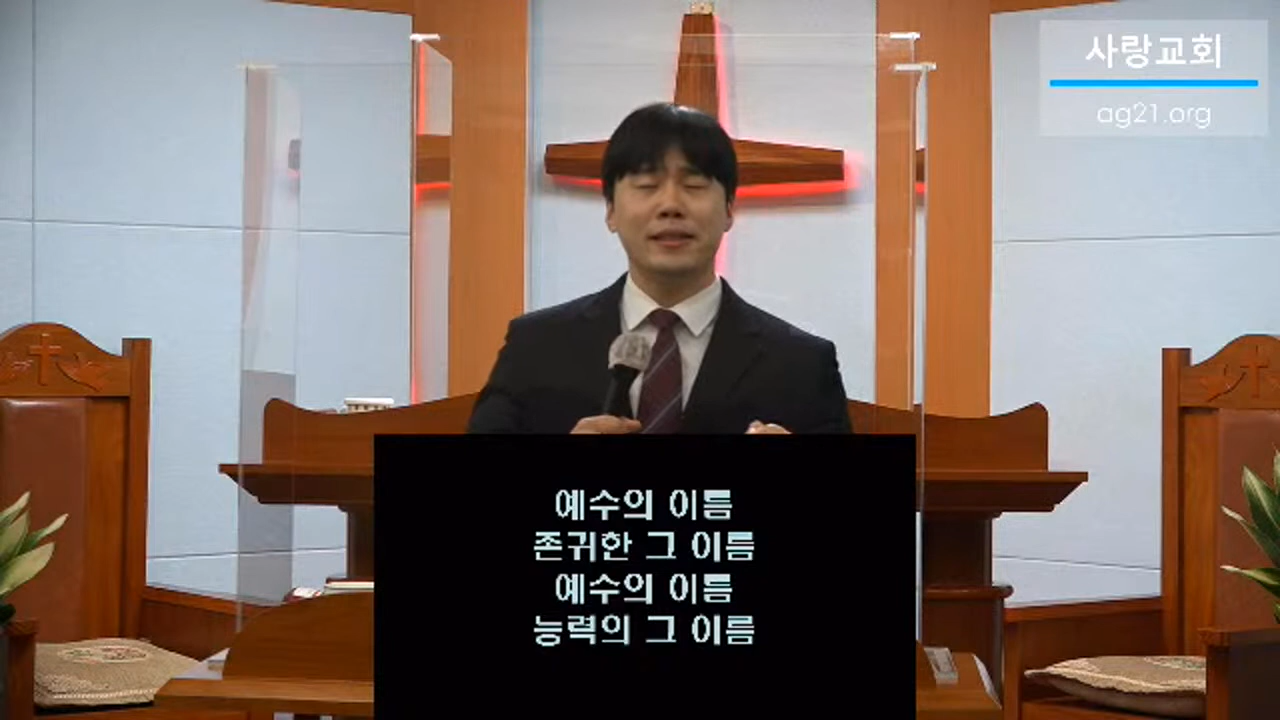 사랑교회
ag21.org
예수의 이름
존귀한 그 이름
예수의 이름
능력의 그 이름